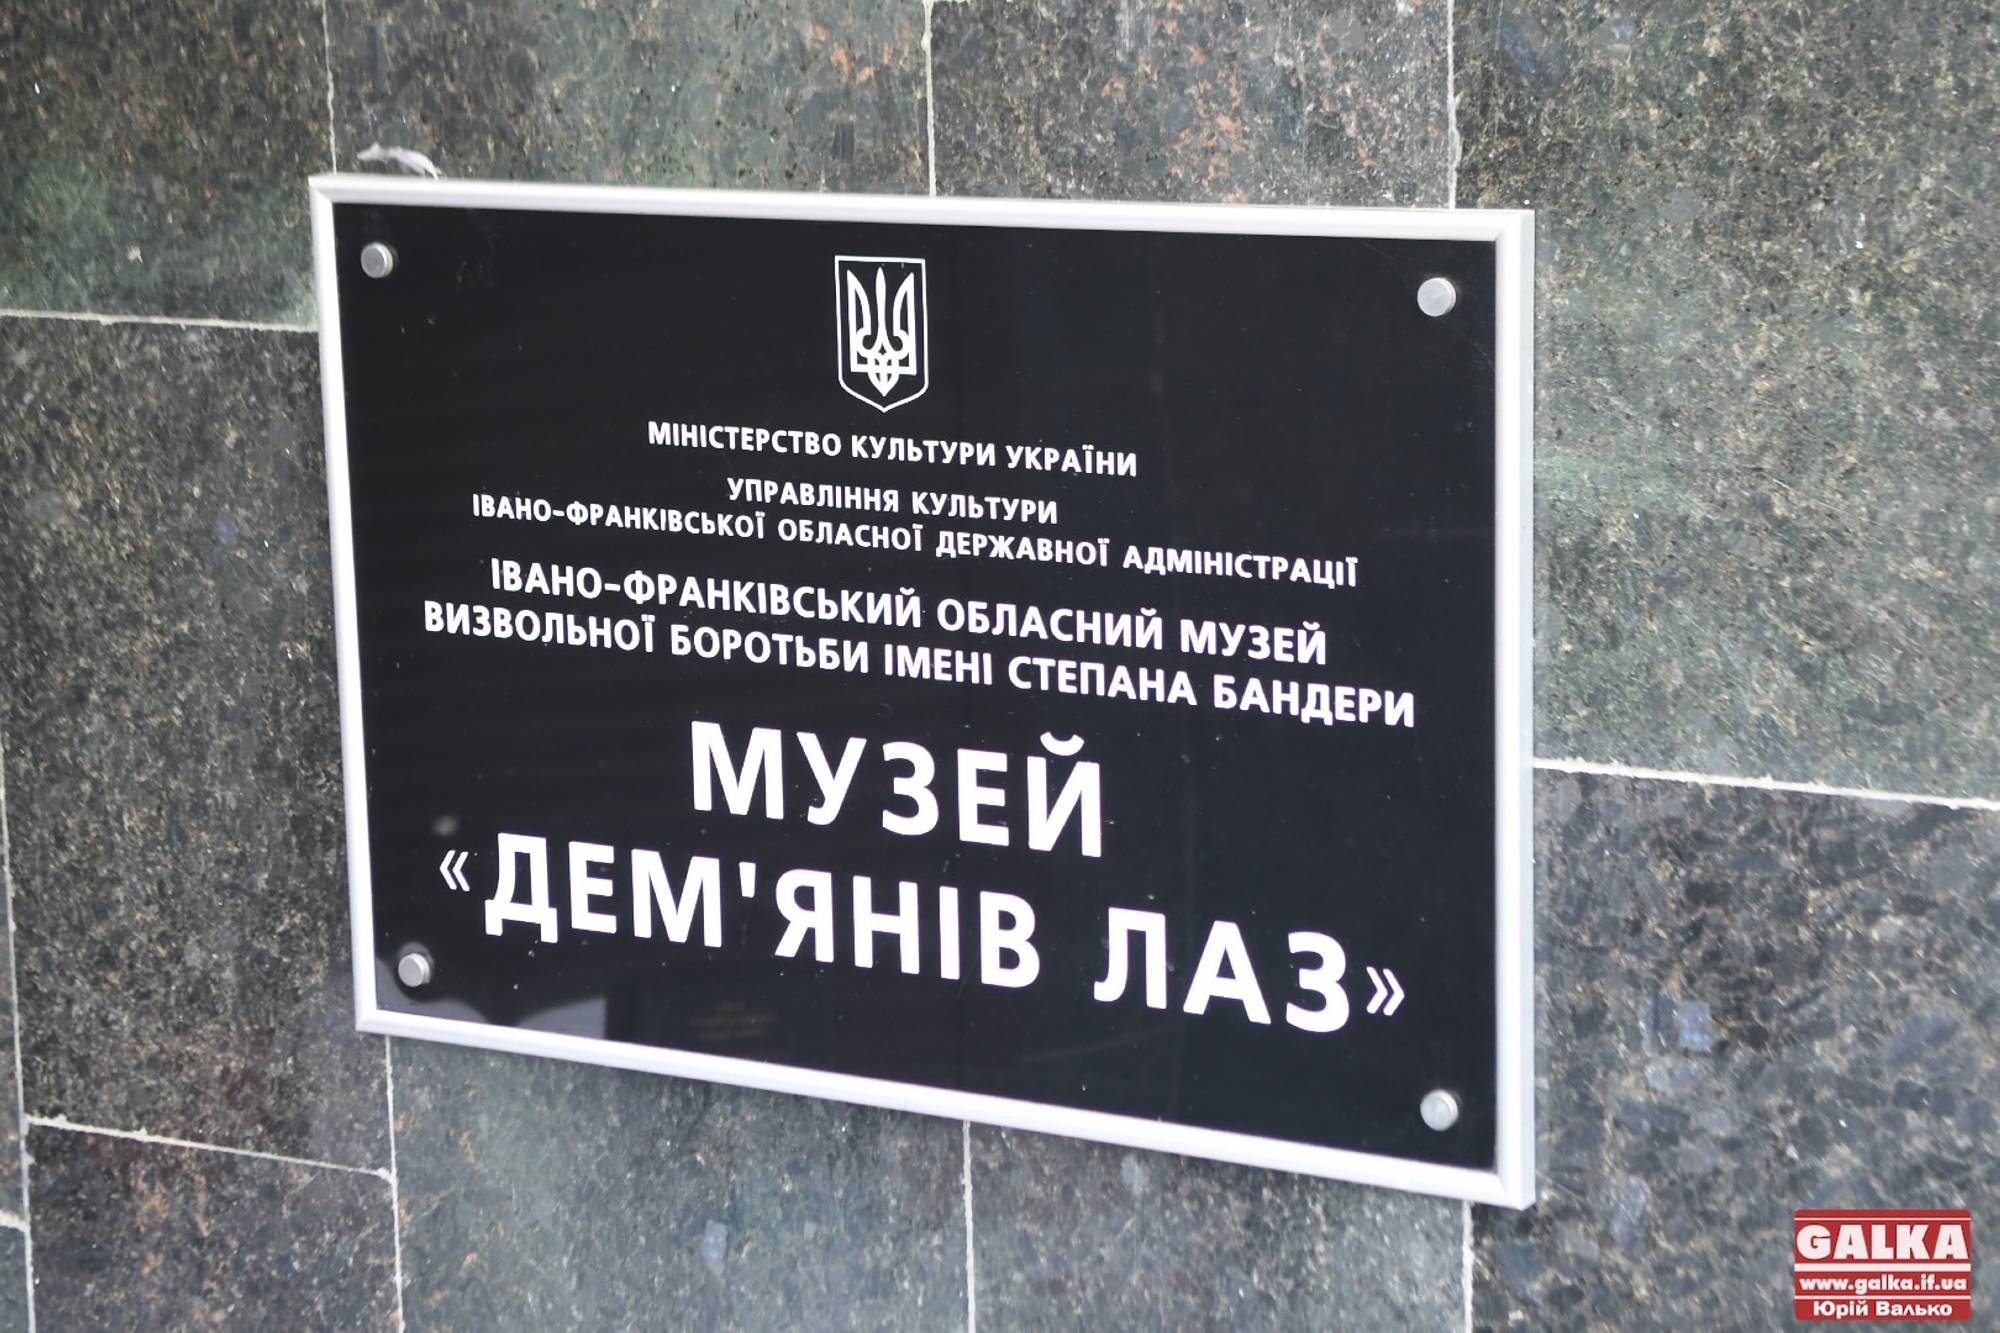 МІНІСТЕРСТВО КУЛЬТУРИ УКРАЇНИ
УПРАВЛІННЯ КУЛЬТУРИ
ІВАНО-ФРАНКІВСЬКОЇ ОБЛАСНОЇ ДЕРЖАВНОЇ АДМІНІСТРАЦІЇ
ІВАНО-ФРАНКІВСЬКИЙ ОБЛАСНИЙ МУЗЕЙ
ВИЗВОЛЬНОЇ БОРОТЬБИ ІМЕНІ СТЕПАНА БАНДЕРИ
МУЗЕЙ
«ДЕМ'ЯНІВ ЛАЗ»
GALKA
www.galka.if.ua
Юрій Валько